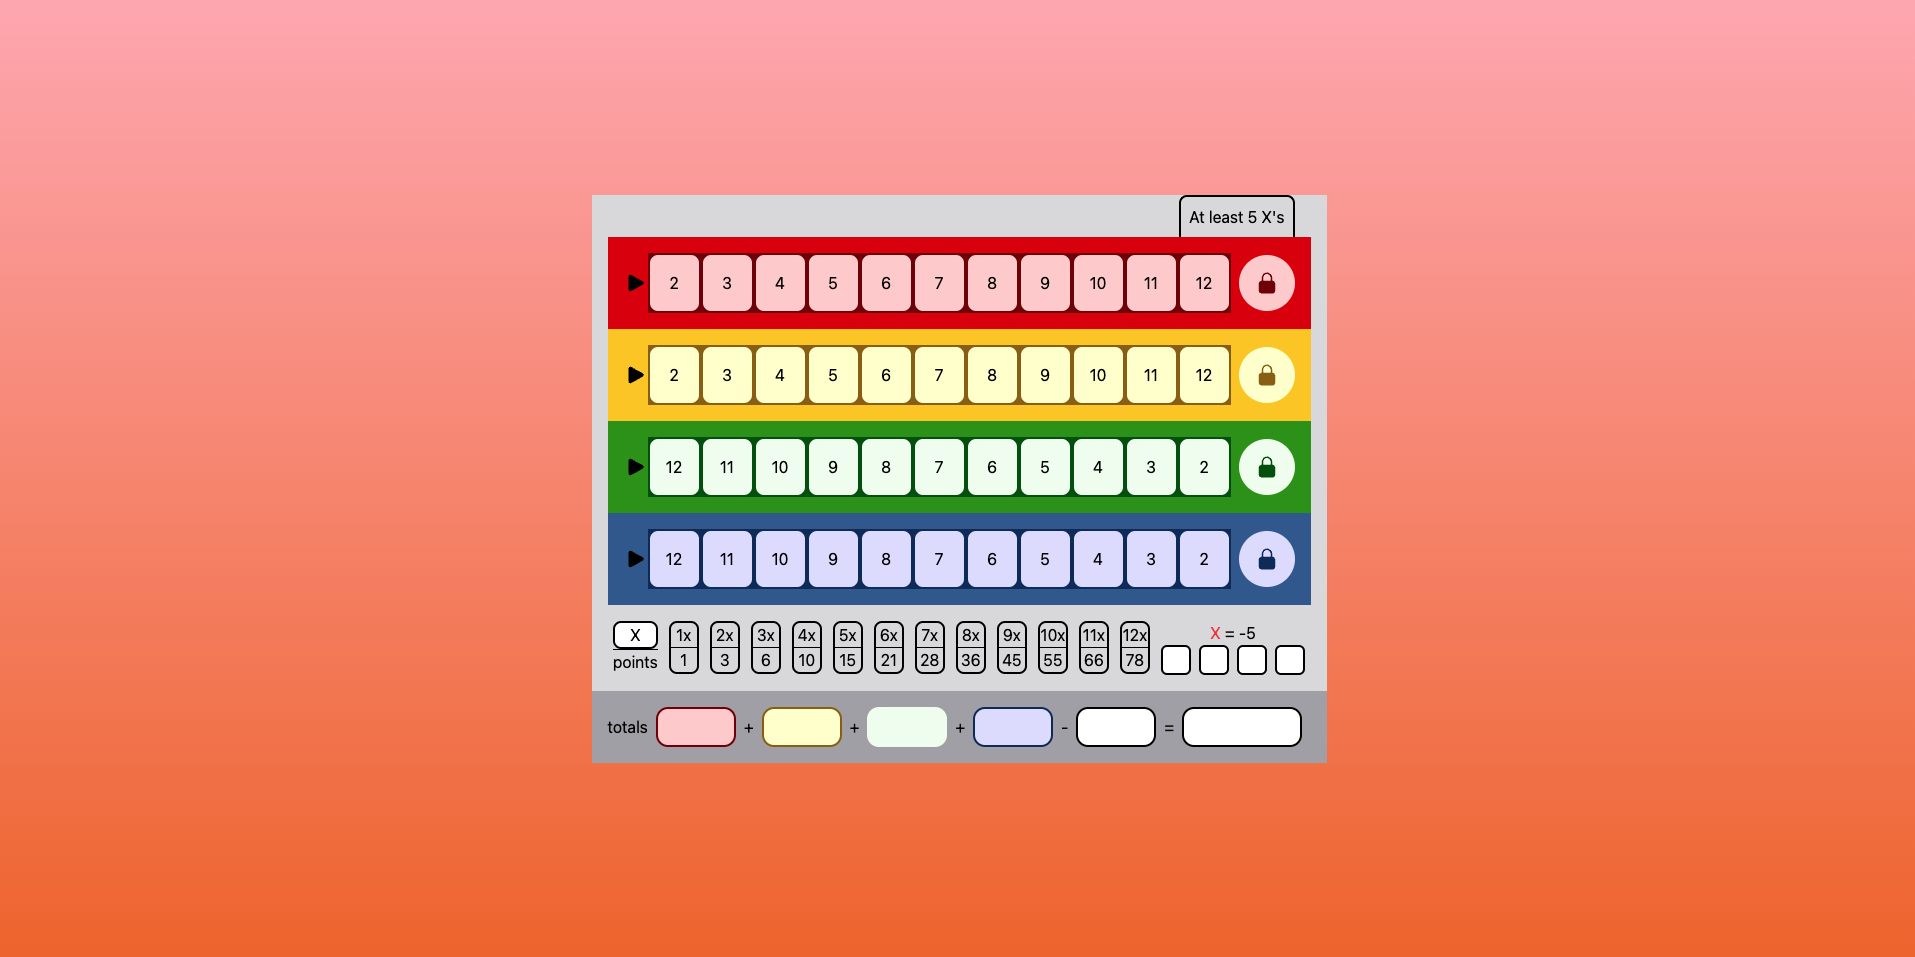 At least 5 X's
2 3 4 5 6 7 8 9 10 11 12
2 3 4 5 6 7 8 9 10 11 12
12 11 10 9 8 7 6 5 4 3 2
12 11 10 9 8 7 6 5 4 3 2
X 1x 2x 3x 4x 5x 6x 7x 8x 9x 10x 11x 12x X = -5
points 1 3 6 10 15 21 28 36 45 55 66 78
totals + + + - =